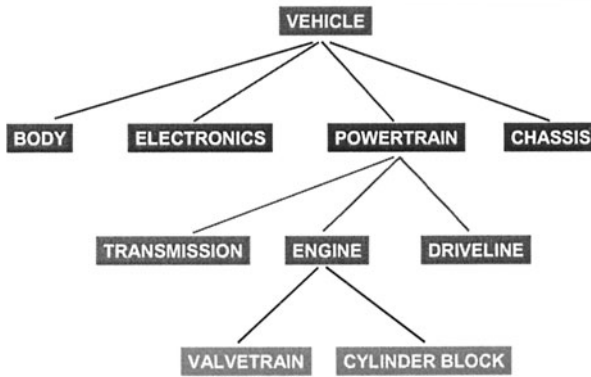 VEHICLE
BODY ELECTRONICS POWERTRAIN CHASSIS
TRANSMISSION ENGINE DRIVELINE
VALVETRAIN CYLINDER BLOCK